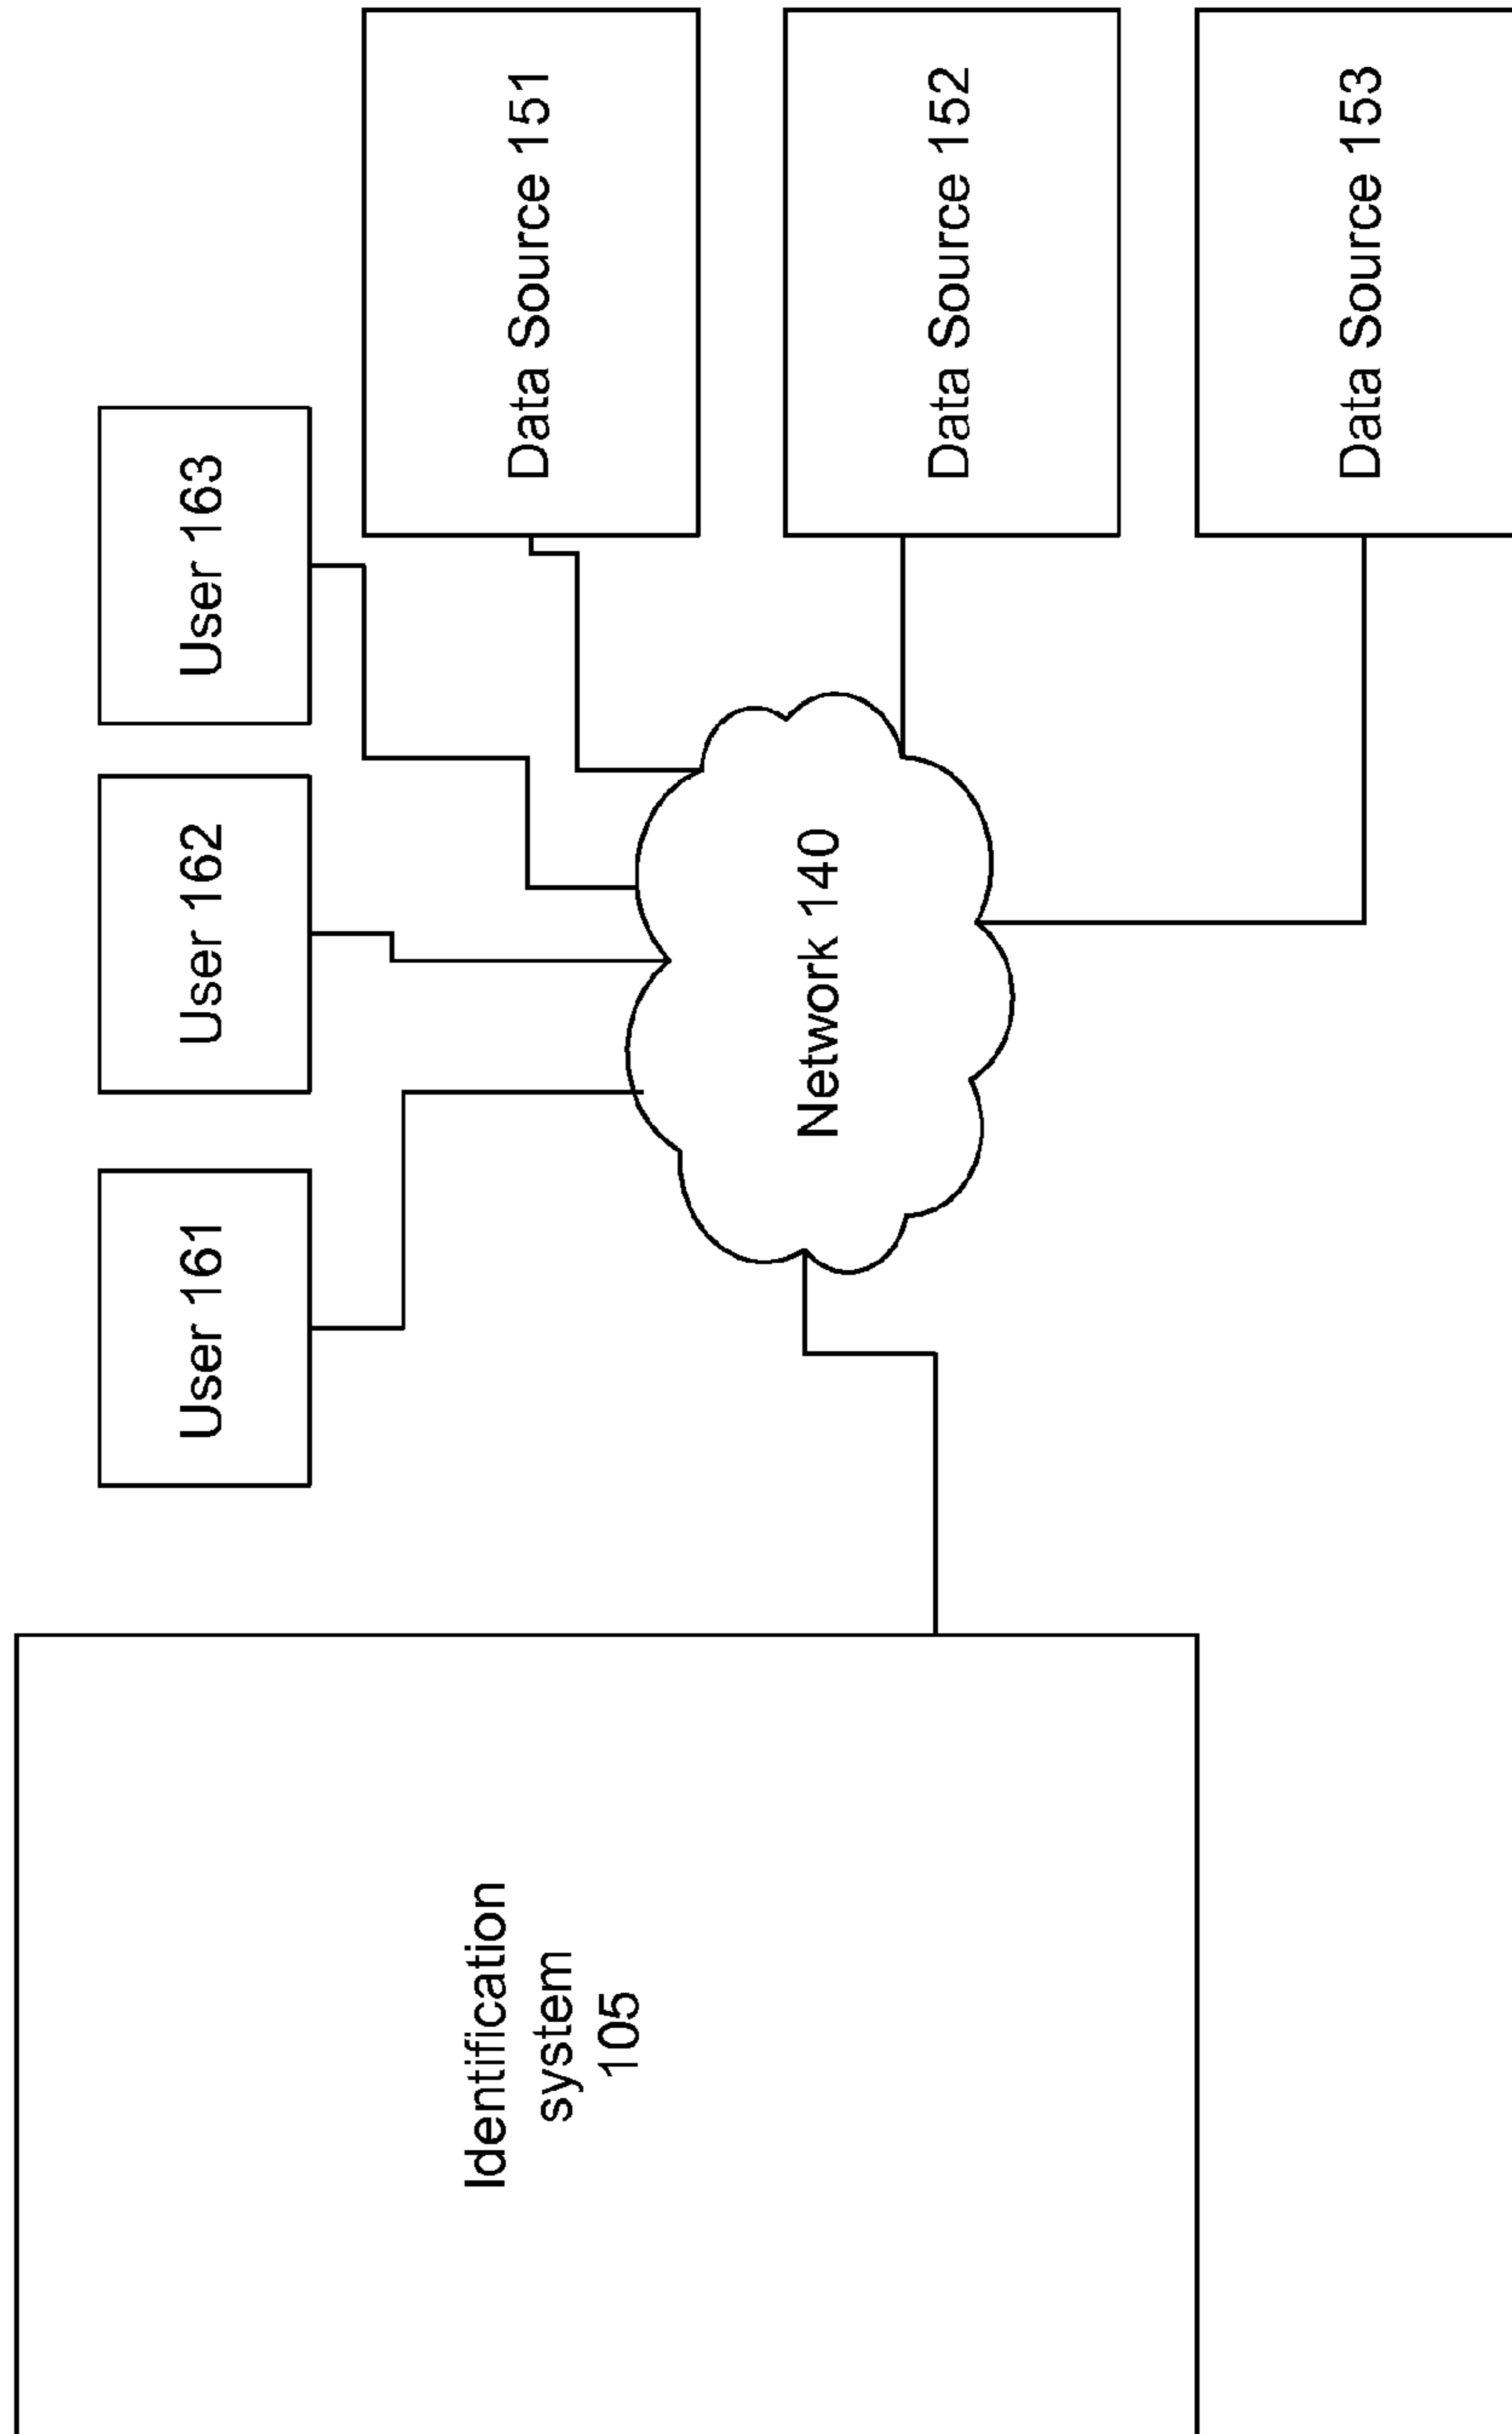 User 161
User 162
User 163
Identification
system
105
Network 140
Data Source 151
Data Source 152
Data Source 153